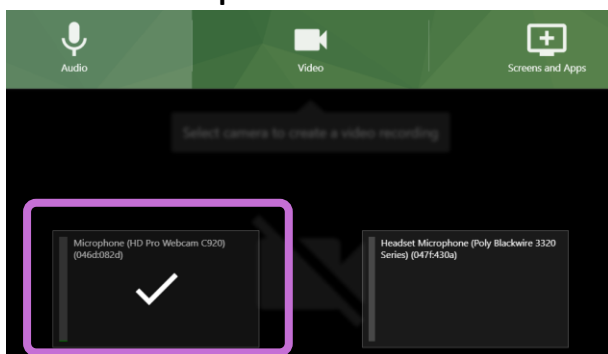 Audio
Video
Screens and Apps
Select camera to create a video recording
Microphone (HD Pro Webcam C920)
(046d:082d)
Headset Microphone (Poly Blackwire 3320
Series) (047f:430a)